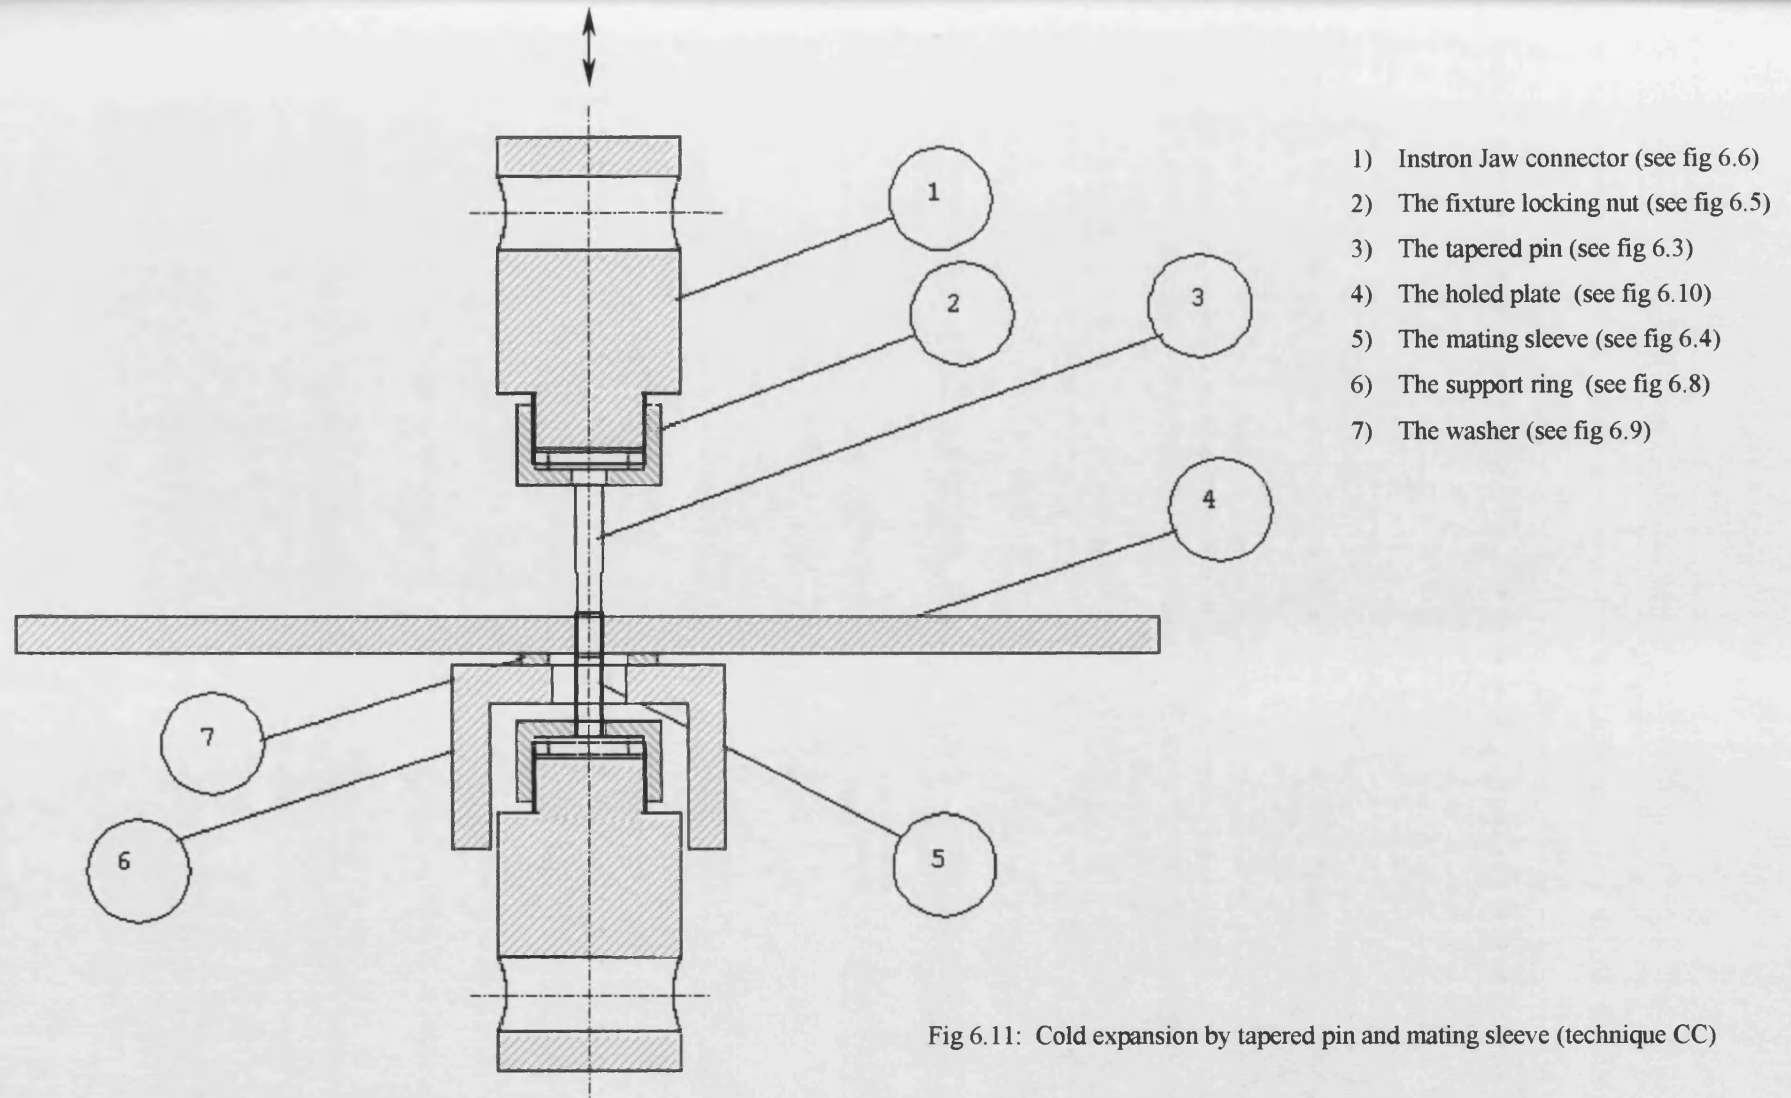 1
2
3
4
7
6
5
1) Instron Jaw connector (see fig 6.6)
2) The fixture locking nut (see fig 6.5)
3) The tapered pin (see fig 6.3)
4) The holed plate (see fig 6.10)
5) The mating sleeve (see fig 6.4)
6) The support ring (see fig 6.8)
7) The washer (see fig 6.9)
Fig 6.11: Cold expansion by tapered pin and mating sleeve (technique CC)